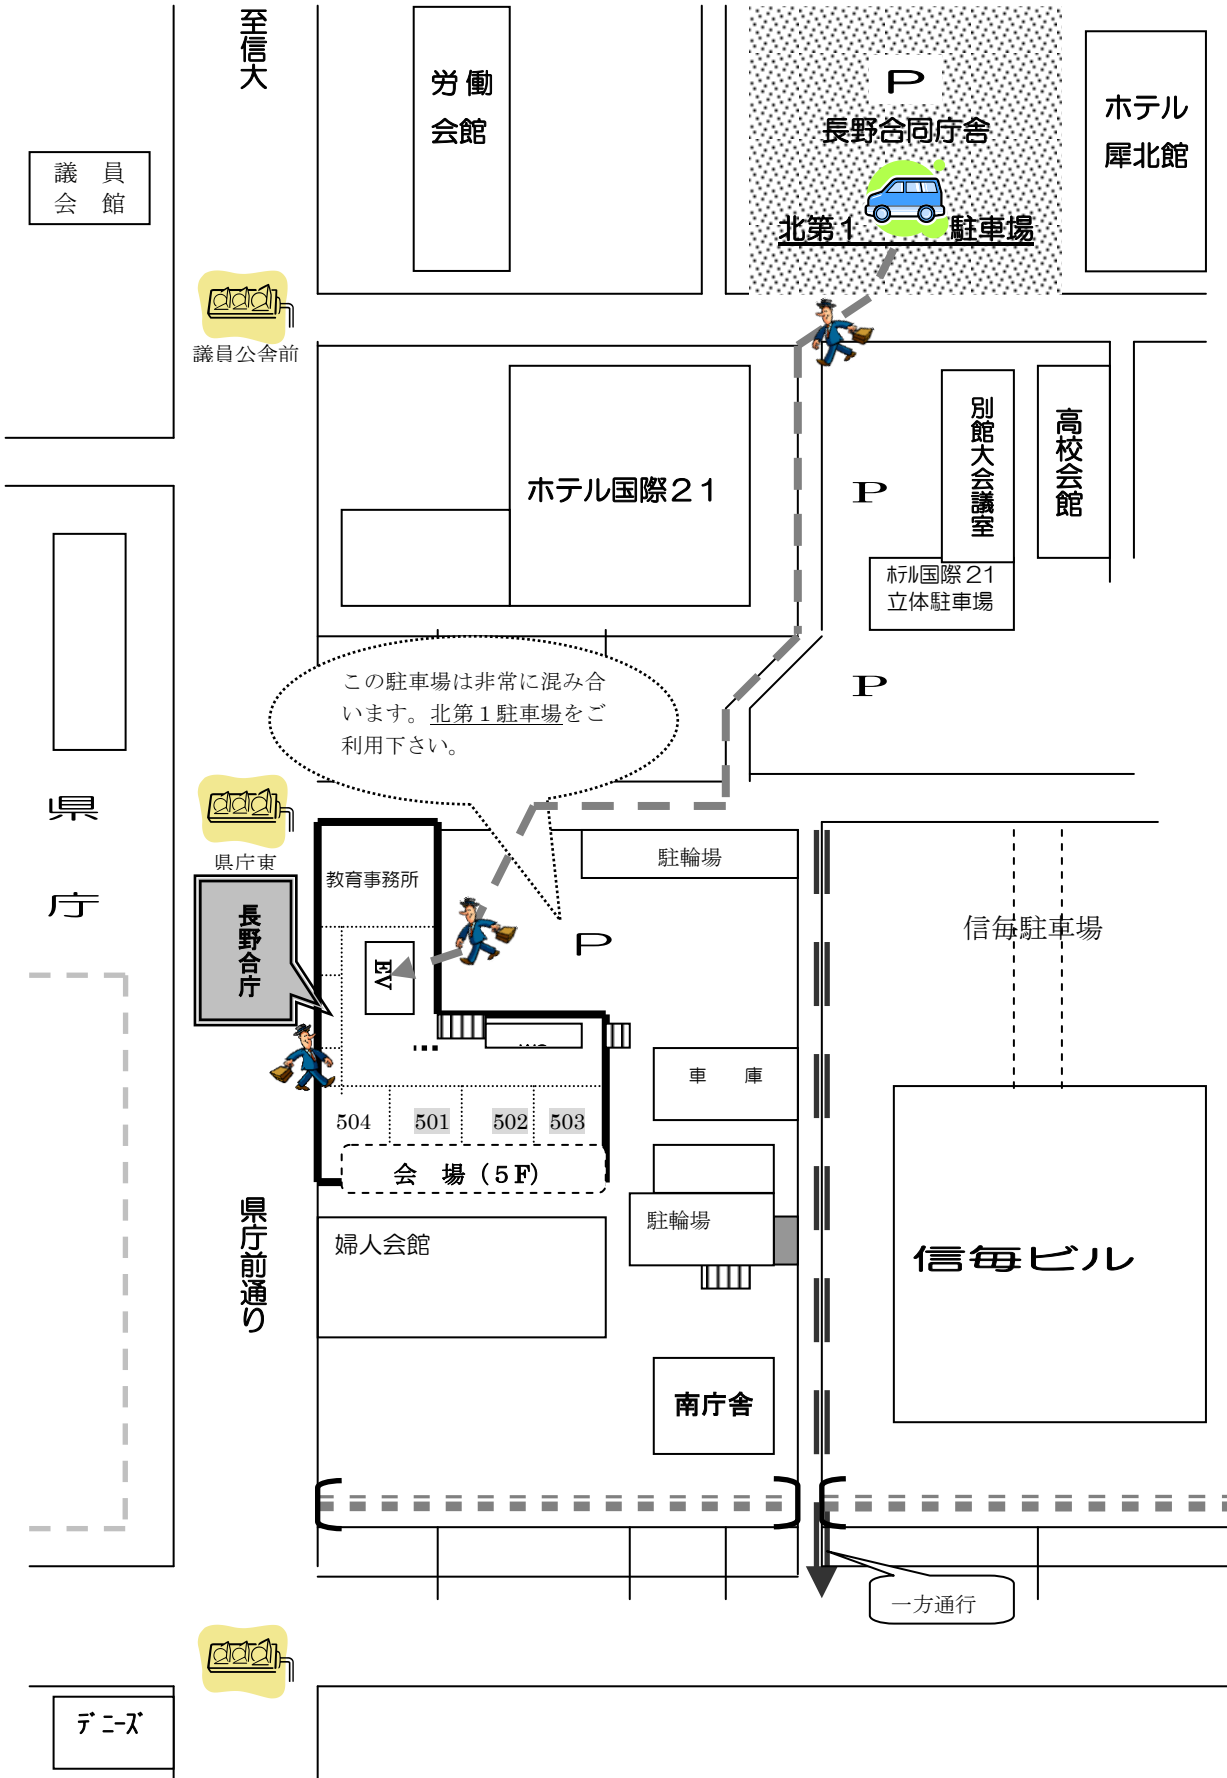 至信大
労働
会館
P
長野合同庁舎
北第1 駐車場
ホテル
犀北館
議 員
会 館
議員公舎前
ホテル国際21
別館大会議室
高校会館
P
ホテル国際21
立体駐車場
P
この駐車場は非常に混み合
います。北第1駐車場をご
利用下さい。
県庁
県庁東
教育事務所
駐輪場
長野合庁
EV
P
信毎駐車場
車 庫
504
501
502
503
会 場（5F）
駐輪場
婦人会館
県庁前通り
信毎ビル
南庁舎
一方通行
デニーズ